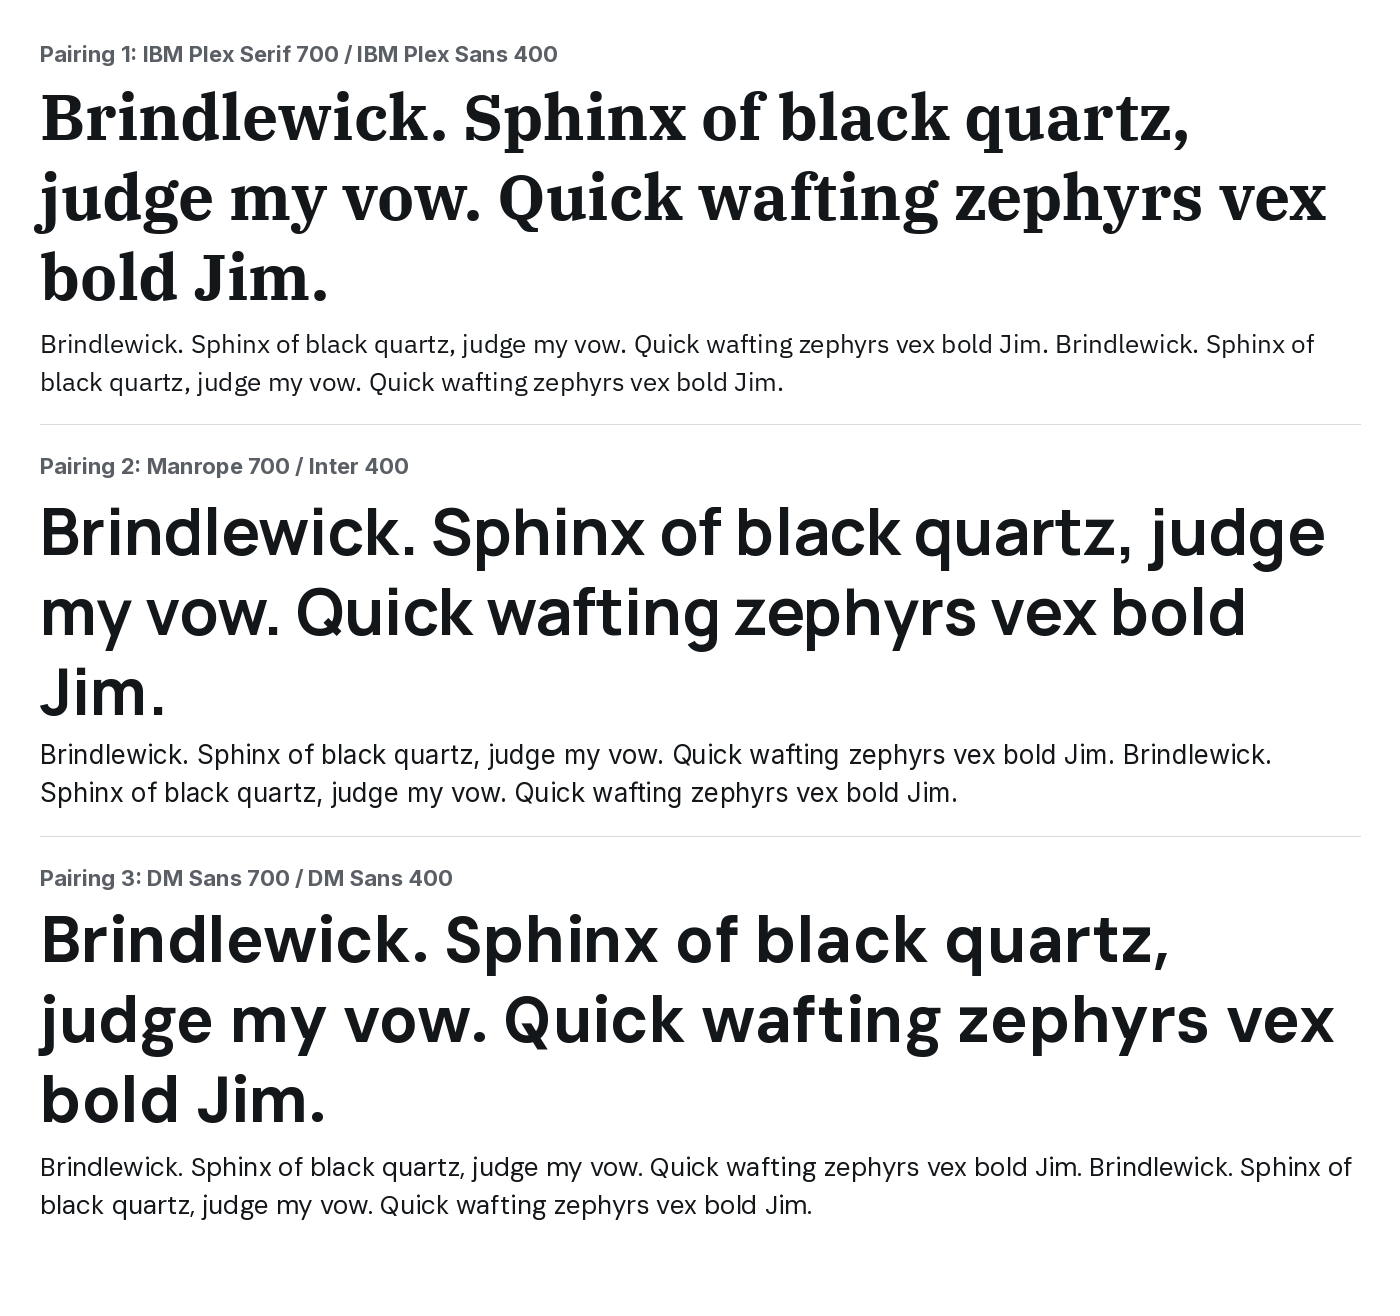 Pairing 1: IBM Plex Serif 700 / IBM Plex Sans 400
Brindlewick. Sphinx of black quartz,
judge my vow. Quick wafting zephyrs vex
bold Jim.
Brindlewick. Sphinx of black quartz, judge my vow. Quick wafting zephyrs vex bold Jim. Brindlewick. Sphinx of
black quartz, judge my vow. Quick wafting zephyrs vex bold Jim.
Pairing 2: Manrope 700 / Inter 400
Brindlewick. Sphinx of black quartz, judge
my vow. Quick wafting zephyrs vex bold
Jim.
Brindlewick. Sphinx of black quartz, judge my vow. Quick wafting zephyrs vex bold Jim. Brindlewick.
Sphinx of black quartz, judge my vow. Quick wafting zephyrs vex bold Jim.
Pairing 3: DM Sans 700 / DM Sans 400
Brindlewick. Sphinx of black quartz,
judge my vow. Quick wafting zephyrs vex
bold Jim.
Brindlewick. Sphinx of black quartz, judge my vow. Quick wafting zephyrs vex bold Jim. Brindlewick. Sphinx of
black quartz, judge my vow. Quick wafting zephyrs vex bold Jim.